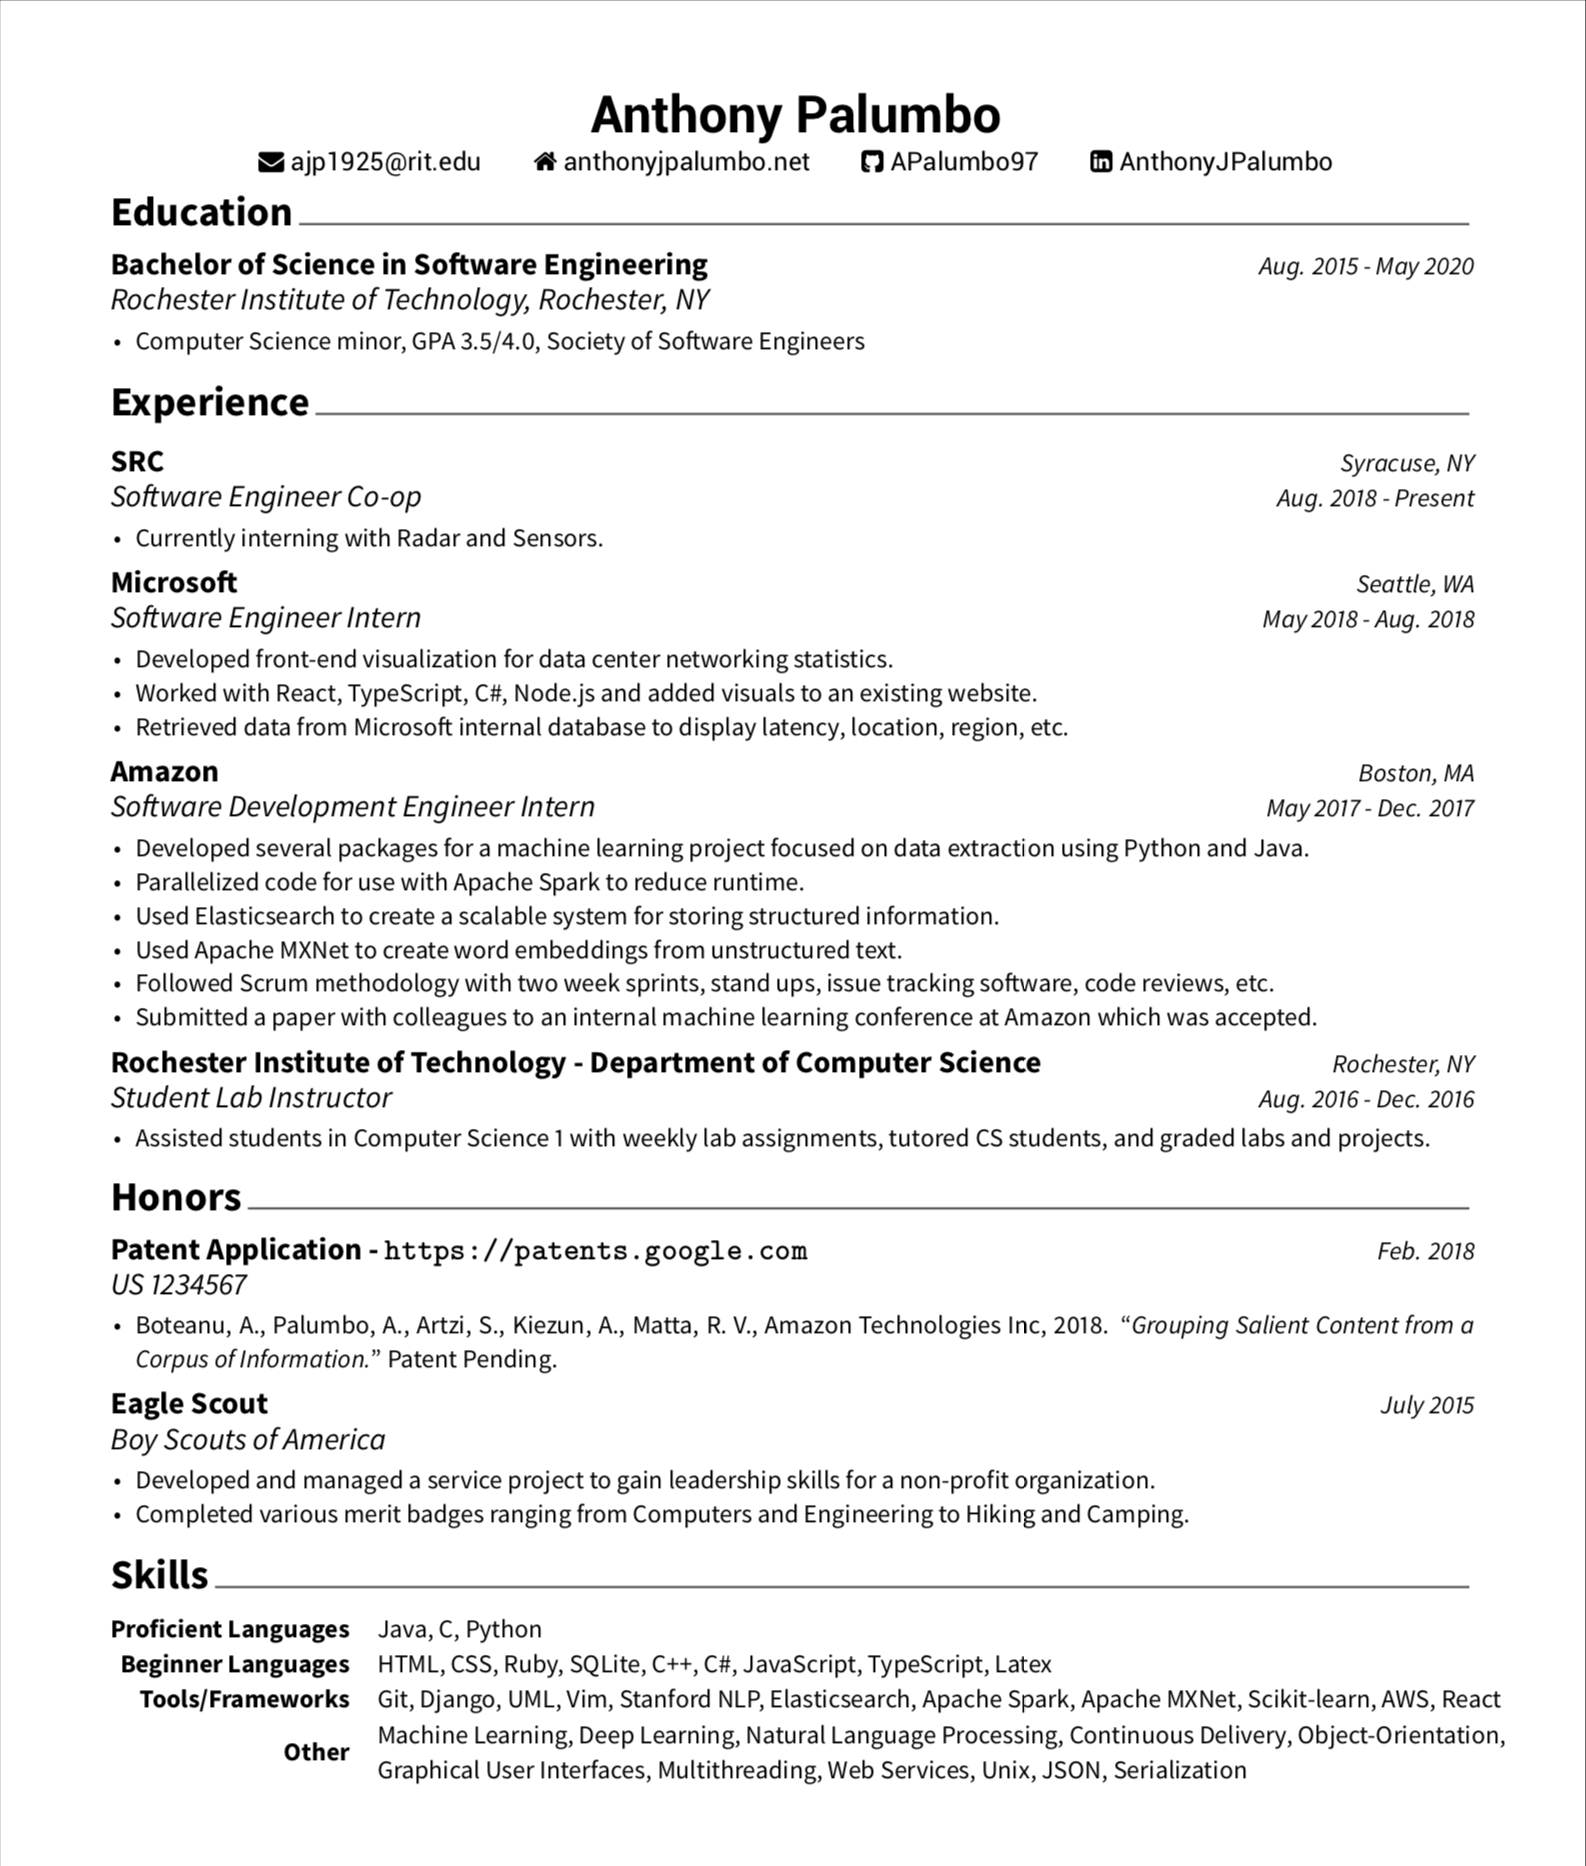 Anthony Palumbo
ajp1925@rit.edu anthonyjpalumbo.net APalumbo97 AnthonyJPalumbo
Education
Bachelor of Science in Software Engineering Aug. 2015 - May 2020
Rochester Institute of Technology, Rochester, NY
• Computer Science minor, GPA 3.5/4.0, Society of Software Engineers
Experience
SRC Syracuse, NY
Software Engineer Co-op Aug. 2018 - Present
• Currently interning with Radar and Sensors.
Microsoft Seattle, WA
Software Engineer Intern May 2018 - Aug. 2018
• Developed front-end visualization for data center networking statistics.
• Worked with React, TypeScript, C#, Node.js and added visuals to an existing website.
• Retrieved data from Microsoft internal database to display latency, location, region, etc.
Amazon Boston, MA
Software Development Engineer Intern May 2017 - Dec. 2017
• Developed several packages for a machine learning project focused on data extraction using Python and Java.
• Parallelized code for use with Apache Spark to reduce runtime.
• Used Elasticsearch to create a scalable system for storing structured information.
• Used Apache MXNet to create word embeddings from unstructured text.
• Followed Scrum methodology with two week sprints, stand ups, issue tracking software, code reviews, etc.
• Submitted a paper with colleagues to an internal machine learning conference at Amazon which was accepted.
Rochester Institute of Technology - Department of Computer Science Rochester, NY
Student Lab Instructor Aug. 2016 - Dec. 2016
• Assisted students in Computer Science 1 with weekly lab assignments, tutored CS students, and graded labs and projects.
Honors
Patent Application - https://patents.google.com Feb. 2018
US 1234567
• Boteanu, A., Palumbo, A., Artzi, S., Kiezun, A., Matta, R. V., Amazon Technologies Inc, 2018. “Grouping Salient Content from a
Corpus of Information.” Patent Pending.
Eagle Scout July 2015
Boy Scouts of America
• Developed and managed a service project to gain leadership skills for a non-profit organization.
• Completed various merit badges ranging from Computers and Engineering to Hiking and Camping.
Skills
Proficient Languages Java, C, Python
Beginner Languages HTML, CSS, Ruby, SQLite, C++, C#, JavaScript, TypeScript, Latex
Tools/Frameworks Git, Django, UML, Vim, Stanford NLP, Elasticsearch, Apache Spark, Apache MXNet, Scikit-learn, AWS, React
Other Machine Learning, Deep Learning, Natural Language Processing, Continuous Delivery, Object-Orientation,
Graphical User Interfaces, Multithreading, Web Services, Unix, JSON, Serialization